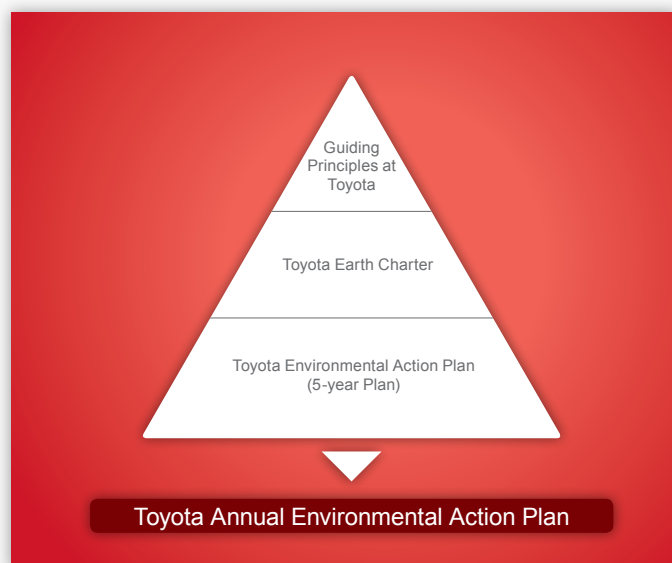 Guiding
Principles at
Toyota
Toyota Earth Charter
Toyota Environmental Action Plan
(5-year Plan)
Toyota Annual Environmental Action Plan